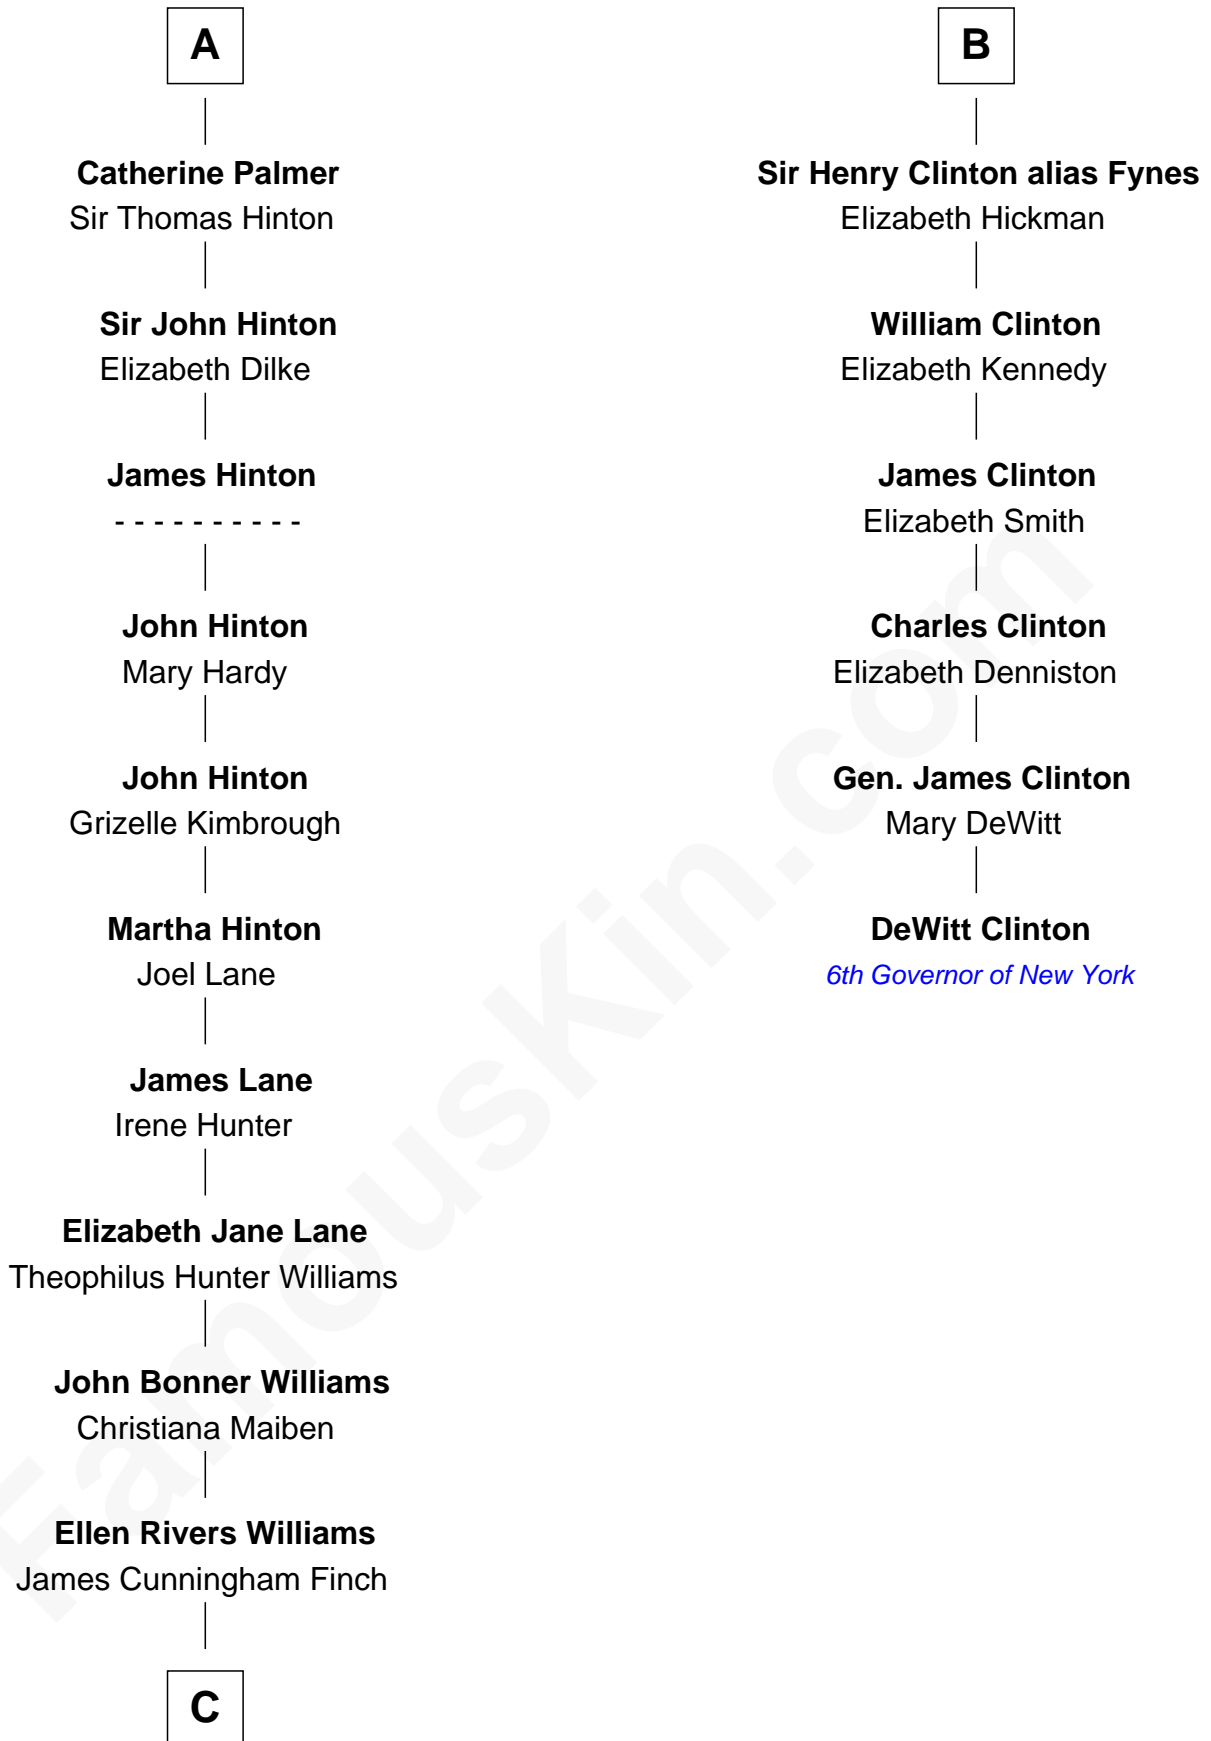 A
Catherine Palmer
Sir Thomas Hinton
Sir John Hinton
Elizabeth Dilke
James Hinton
- - - - - - - - - -
John Hinton
Mary Hardy
John Hinton
Grizelle Kimbrough
Martha Hinton
Joel Lane
James Lane
Irene Hunter
Elizabeth Jane Lane
Theophilus Hunter Williams
John Bonner Williams
Christiana Maiben
Ellen Rivers Williams
James Cunningham Finch
C
B
Sir Henry Clinton alias Fynes
Elizabeth Hickman
William Clinton
Elizabeth Kennedy
James Clinton
Elizabeth Smith
Charles Clinton
Elizabeth Denniston
Gen. James Clinton
Mary DeWitt
DeWitt Clinton
6th Governor of New York
FamousKin.com